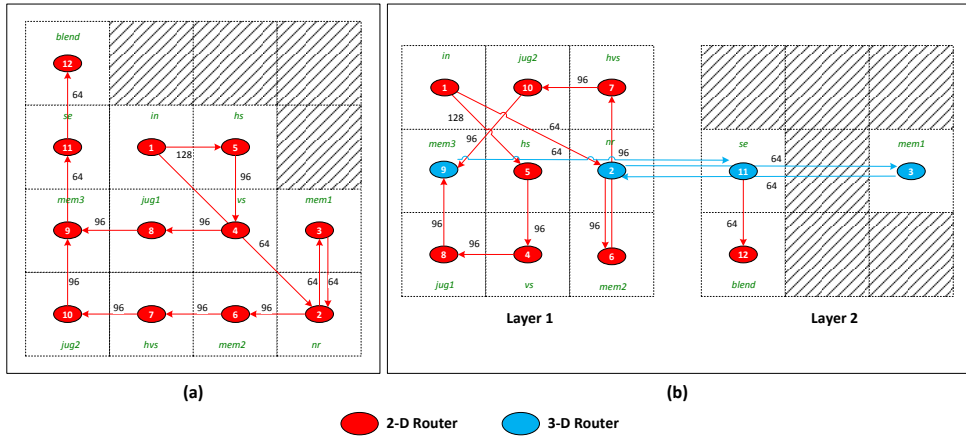 blend
12
64
se
in
hs
11
1
5
128
64
96
mem3
jug1
vs
mem1
9
96
8
96
4
3
64
96
64
64
10
96
7
96
6
96
2
jug2
hvs
mem2
nr
(a)
in
jug2
hvs
1
10
96
7
128
64
mem3
96
hs
64
nr
96
se
64
mem1
9
5
2
11
3
64
96
96
96
64
8
96
4
6
12
jug1
vs
mem2
blend
Layer 1
Layer 2
(b)
2-D Router
3-D Router